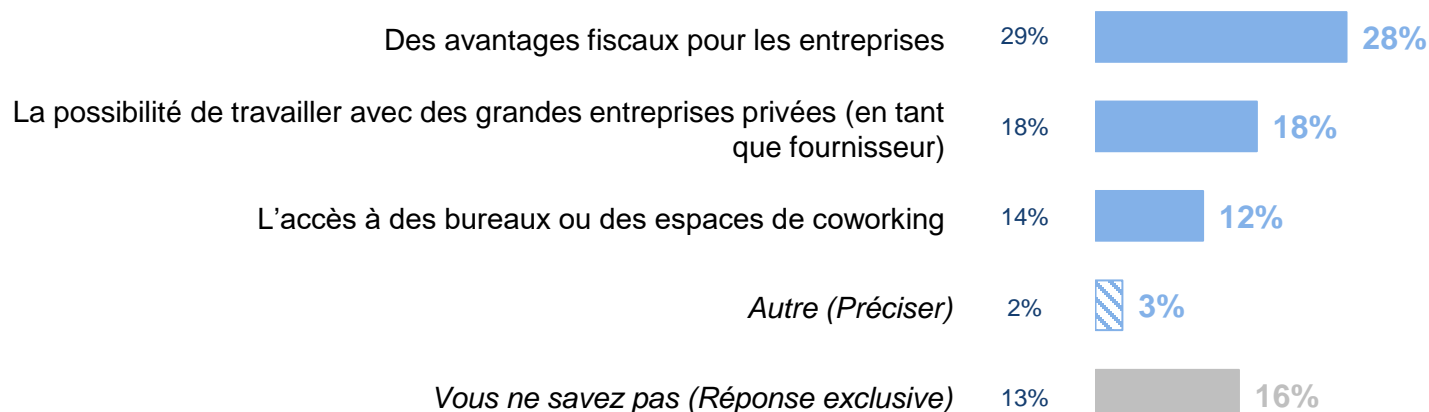 Des avantages fiscaux pour les entreprises 29% 28%
La possibilité de travailler avec des grandes entreprises privées (en tant
que fournisseur) 18% 18%
L’accès à des bureaux ou des espaces de coworking 14% 12%
Autre (Préciser) 2% 3%
Vous ne savez pas (Réponse exclusive) 13% 16%